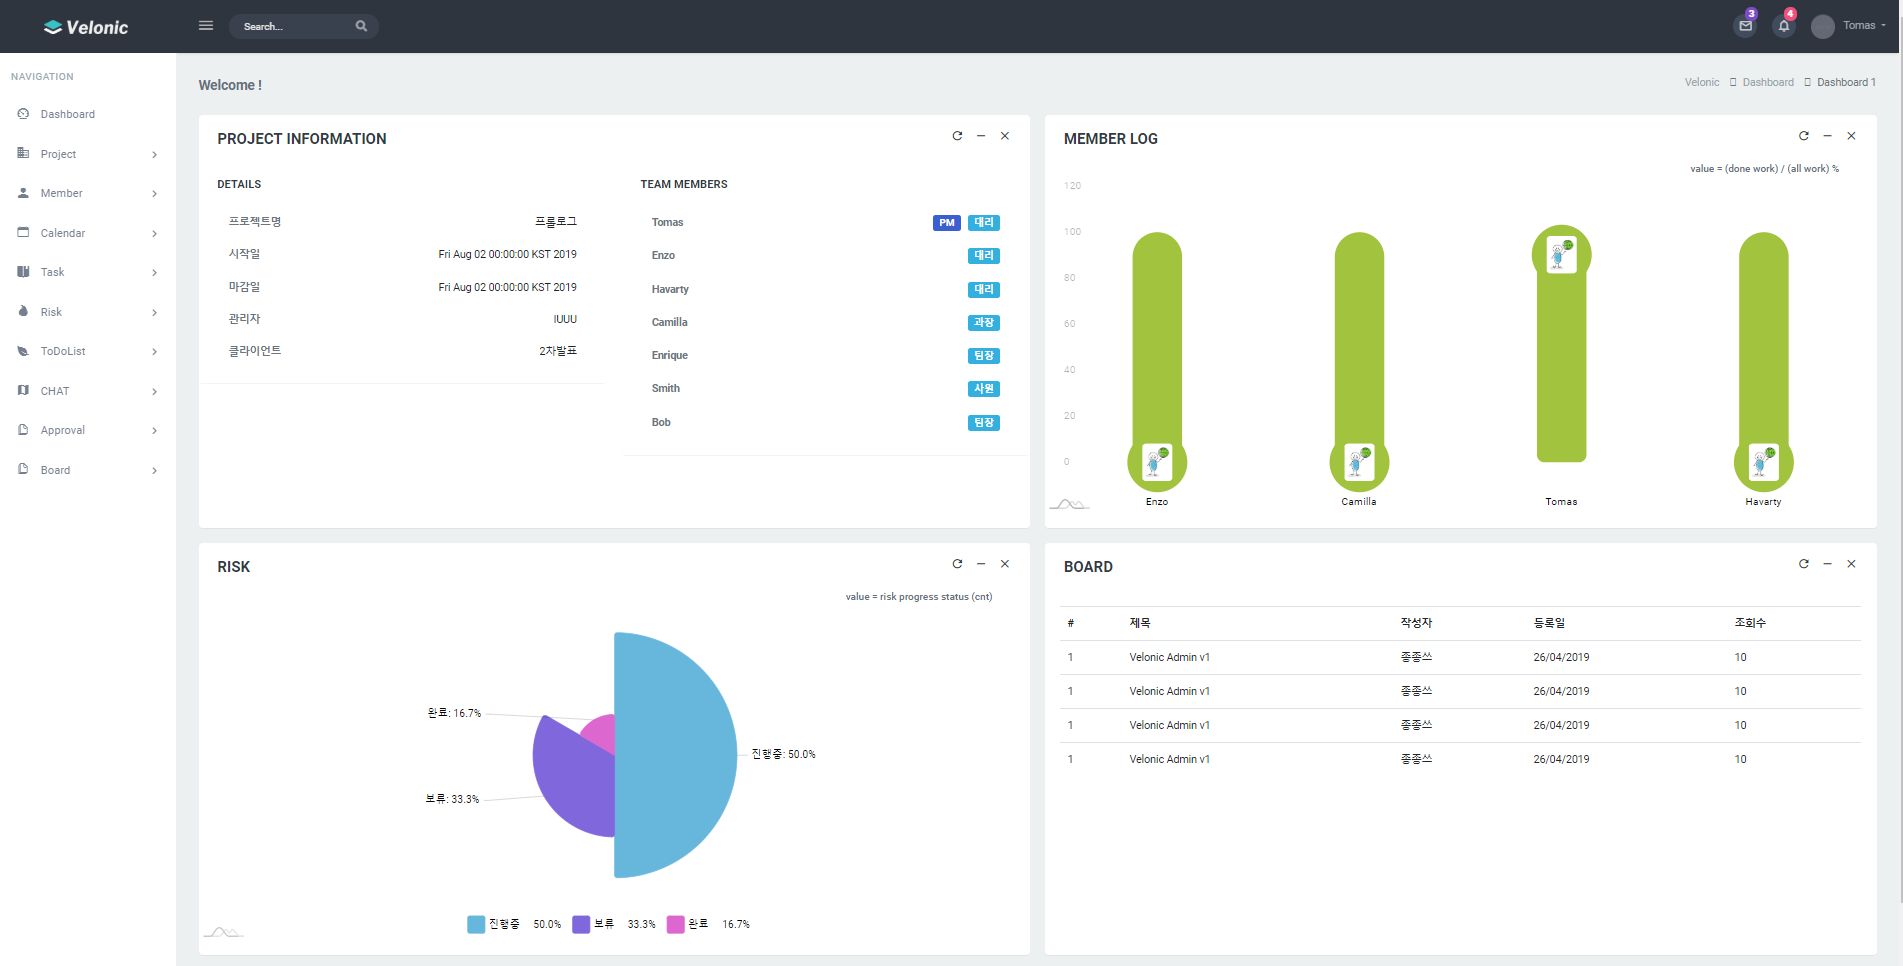 Velonic
Search...
3
4
Tomas
NAVIGATION
Dashboard
Project
Member
Calendar
Task
Risk
ToDoList
CHAT
Approval
Board
Welcome !
Velonic Dashboard Dashboard 1
PROJECT INFORMATION
DETAILS
프로젝트명 프롤로그
시작일 Fri Aug 02 00:00:00 KST 2019
마감일 Fri Aug 02 00:00:00 KST 2019
관리자 IUUU
클라이언트 2차발표
TEAM MEMBERS
Tomas PM 대리
Enzo 대리
Havarty 대리
Camilla 과장
Enrique 팀장
Smith 사원
Bob 팀장
MEMBER LOG
value = (done work) / (all work) %
120
100
80
60
40
20
0
Enzo Camilla Tomas Havarty
RISK
value = risk progress status (cnt)
완료: 16.7%
진행중: 50.0%
보류: 33.3%
진행중 50.0% 보류 33.3% 완료 16.7%
BOARD
# 제목 작성자 등록일 조회수
1 Velonic Admin v1 종종쓰 26/04/2019 10
1 Velonic Admin v1 종종쓰 26/04/2019 10
1 Velonic Admin v1 종종쓰 26/04/2019 10
1 Velonic Admin v1 종종쓰 26/04/2019 10